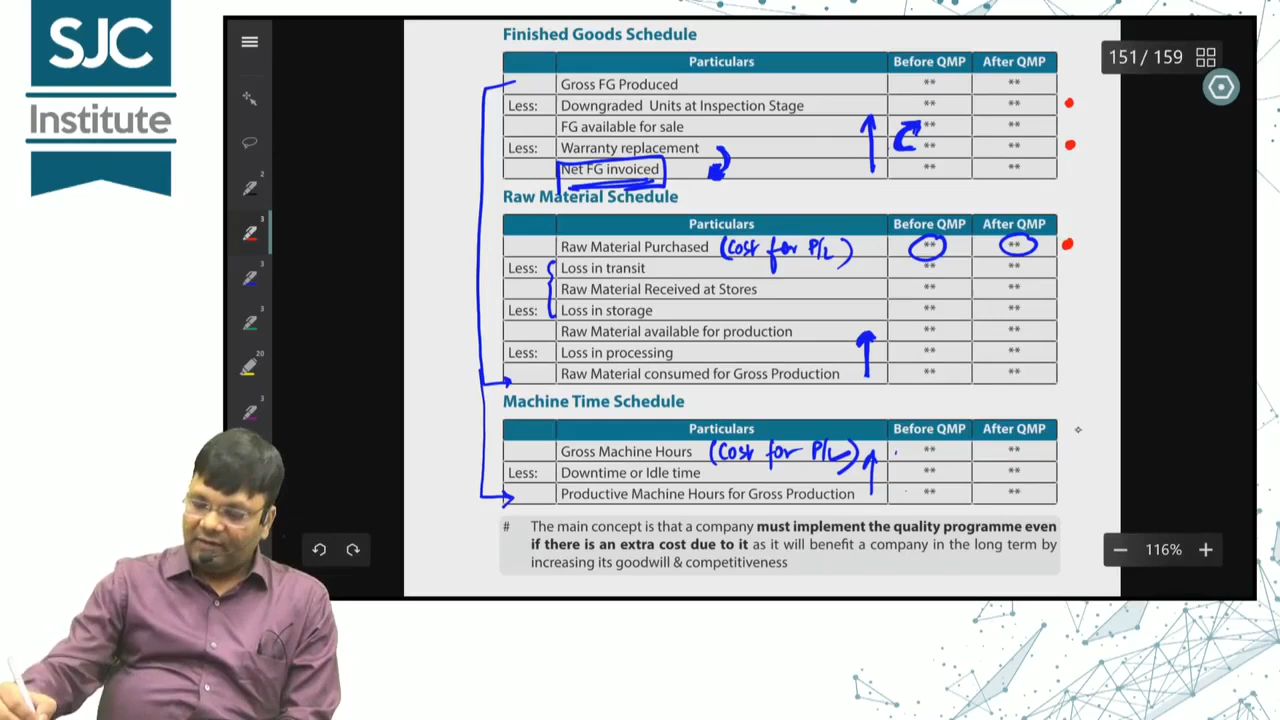 SJC
Institute
151 / 159
116%
2
3
3
3
20
3
Finished Goods Schedule
Particulars Before QMP After QMP
Gross FG Produced ** **
Less: Downgraded Units at Inspection Stage ** **
FG available for sale ** **
Less: Warranty replacement ** **
Net FG invoiced ** **
Raw Material Schedule
Particulars Before QMP After QMP
Raw Material Purchased (Cost for P/L) ** **
Less: Loss in transit ** **
Raw Material Received at Stores ** **
Less: Loss in storage ** **
Raw Material available for production ** **
Less: Loss in processing ** **
Raw Material consumed for Gross Production ** **
Machine Time Schedule
Particulars Before QMP After QMP
Gross Machine Hours (Cost for P/L) ** **
Less: Downtime or Idle time ** **
Productive Machine Hours for Gross Production ** **
# The main concept is that a company must implement the quality programme even
if there is an extra cost due to it as it will benefit a company in the long term by
increasing its goodwill & competitiveness